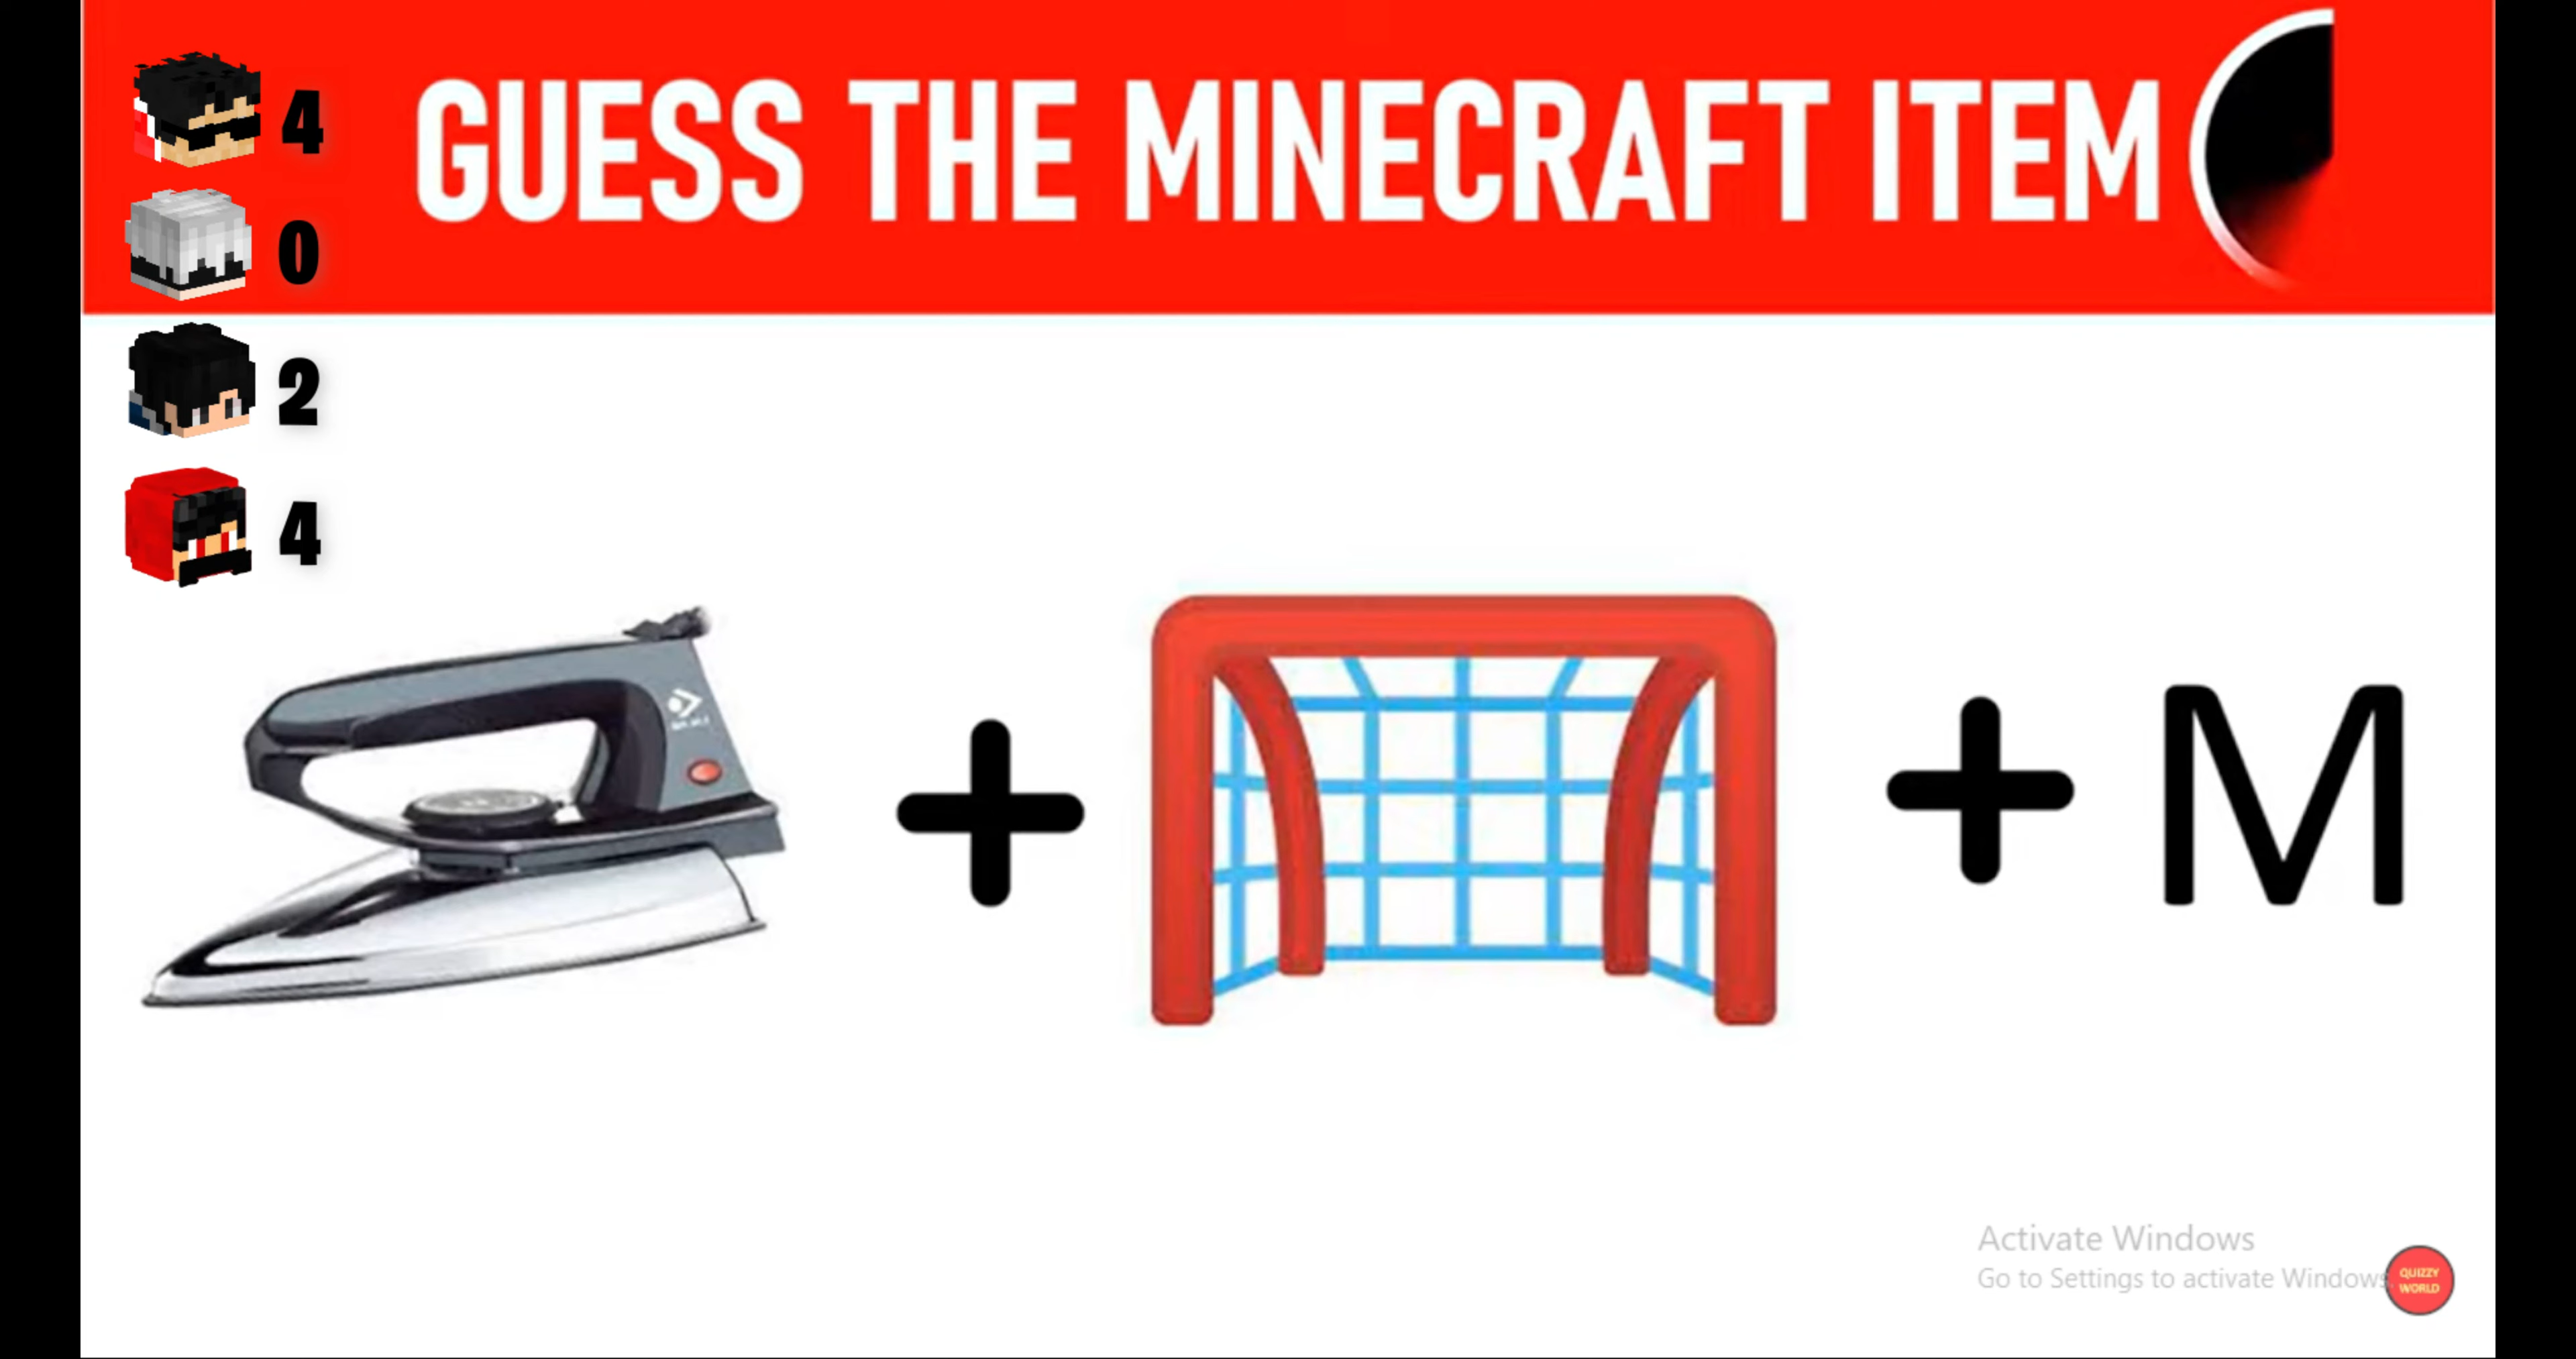 GUESS THE MINECRAFT ITEM
4
0
2
4
+
+ M
Activate Windows
Go to Settings to activate Windows.
QUIZZY
WORLD